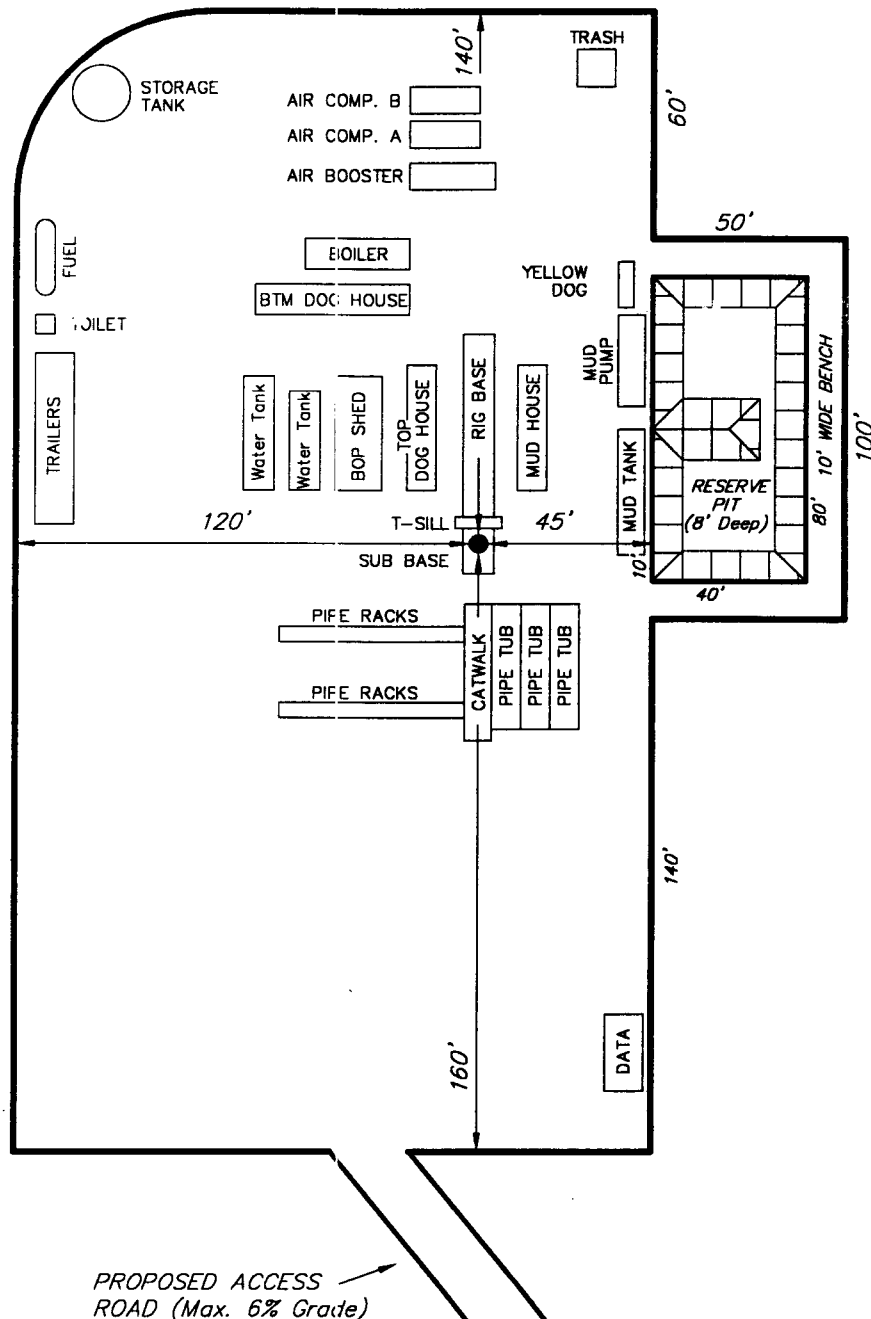 140'
TRASH
STORAGE
TANK
AIR COMP. B
AIR COMP. A
60'
AIR BOOSTER
50'
FUEL
BOILER
YELLOW
DOG
BTM DOG HOUSE
TOILET
MUD
PUMP
TRAILERS
Water Tank
Water Tank
BOP SHED
TOP
DOG HOUSE
RIG BASE
MUD HOUSE
MUD TANK
RESERVE
PIT
(8' Deep)
80'
10' WIDE BENCH
100'
120'
T-SILL
45'
SUB BASE
10'
40'
PIPE RACKS
CATWALK
PIPE TUB
PIPE TUB
PIPE TUB
PIPE RACKS
140'
160'
DATA
PROPOSED ACCESS
ROAD (Max. 6% Grade)